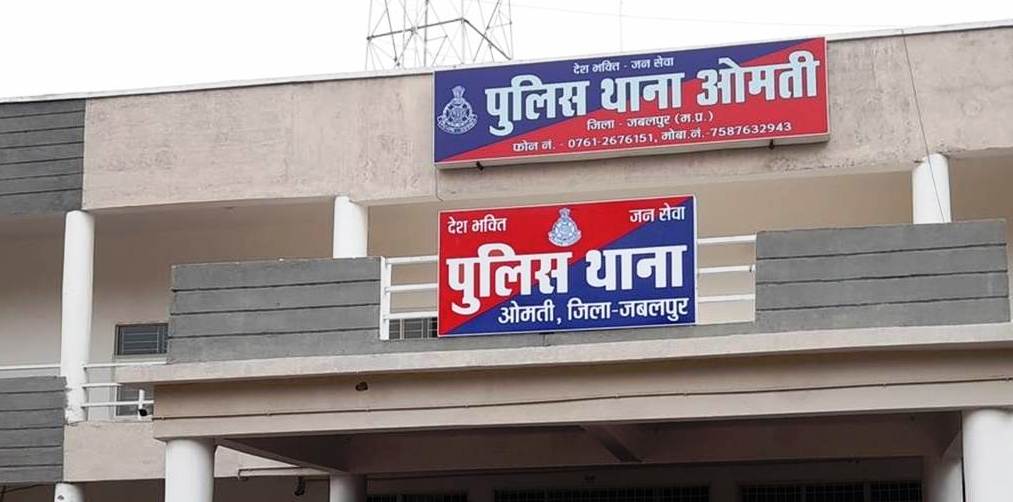 देश भक्ति - जन सेवा
पुलिस थाना ओमती
जिला - जबलपुर (म.प्र.)
फोन नं. - 0761-2676151, मोबा.नं.-7587632943
देश भक्ति जन सेवा
पुलिस थाना
ओमती, जिला-जबलपुर